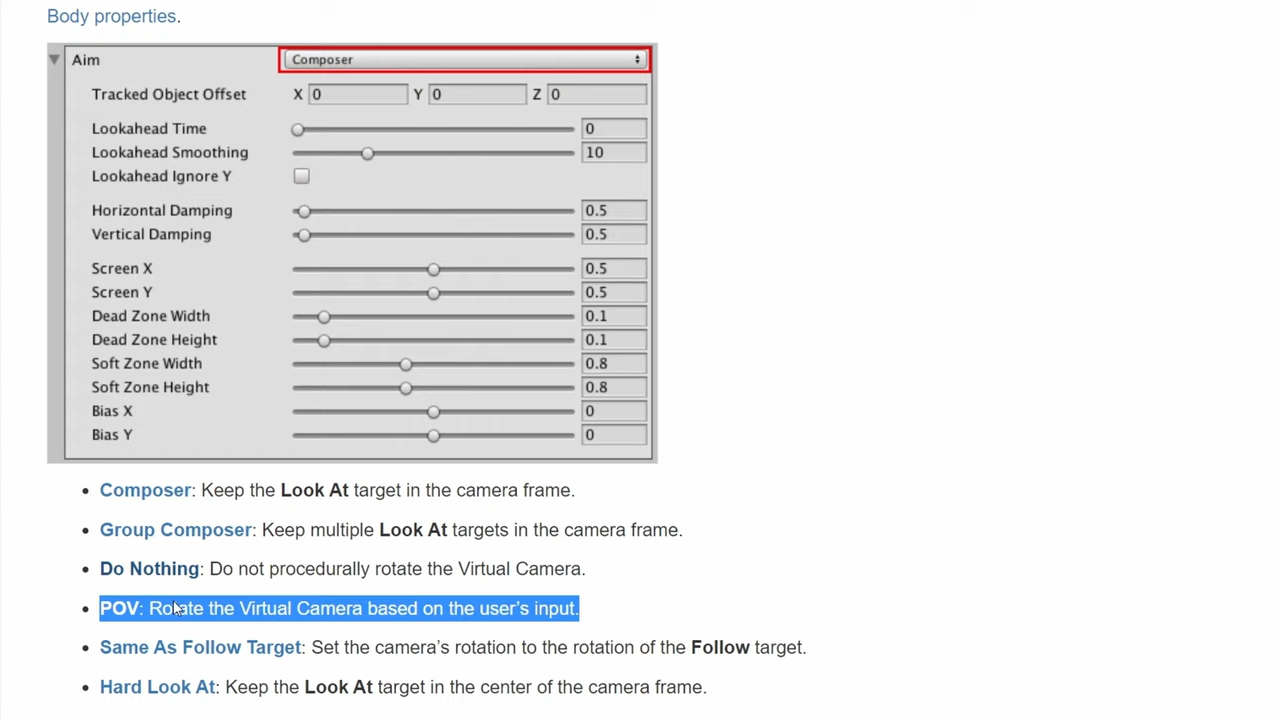 Body properties.
Aim Composer
Tracked Object Offset X 0 Y 0 Z 0
Lookahead Time 0
Lookahead Smoothing 10
Lookahead Ignore Y
Horizontal Damping 0.5
Vertical Damping 0.5
Screen X 0.5
Screen Y 0.5
Dead Zone Width 0.1
Dead Zone Height 0.1
Soft Zone Width 0.8
Soft Zone Height 0.8
Bias X 0
Bias Y 0
• Composer: Keep the Look At target in the camera frame.
• Group Composer: Keep multiple Look At targets in the camera frame.
• Do Nothing: Do not procedurally rotate the Virtual Camera.
• POV: Rotate the Virtual Camera based on the user’s input.
• Same As Follow Target: Set the camera’s rotation to the rotation of the Follow target.
• Hard Look At: Keep the Look At target in the center of the camera frame.